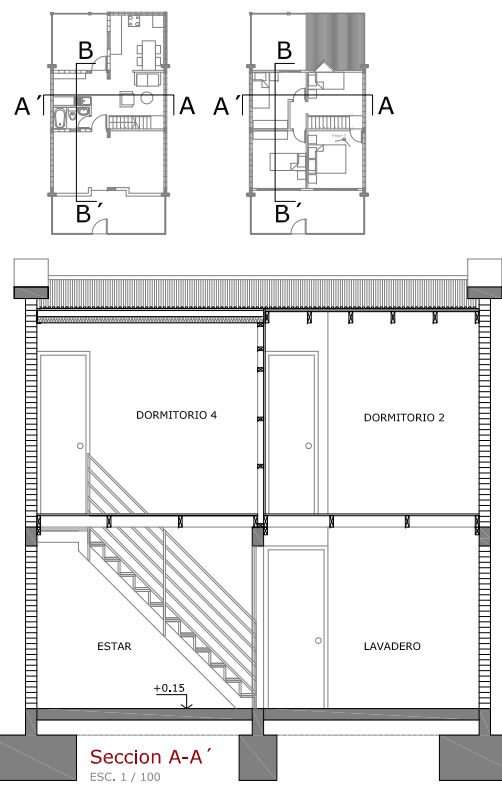 B B
A´ A A´ A
B´ B´
DORMITORIO 4
DORMITORIO 2
ESTAR
LAVADERO
+0.15
Seccion A-A´
ESC. 1 / 100